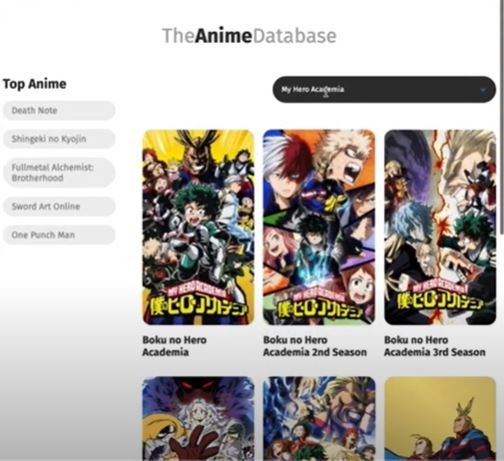 TheAnimeDatabase
Top Anime
My Hero Academia
Death Note
Shingeki no Kyojin
Fullmetal Alchemist:
Brotherhood
Sword Art Online
One Punch Man
MY HERO ACADEMIA
僕のヒーローアカデミア
MY HERO ACADEMIA
僕のヒーローアカデミア
MY HERO ACADEMIA
僕のヒーローアカデミア
Boku no Hero
Academia
Boku no Hero
Academia 2nd Season
Boku no Hero
Academia 3rd Season